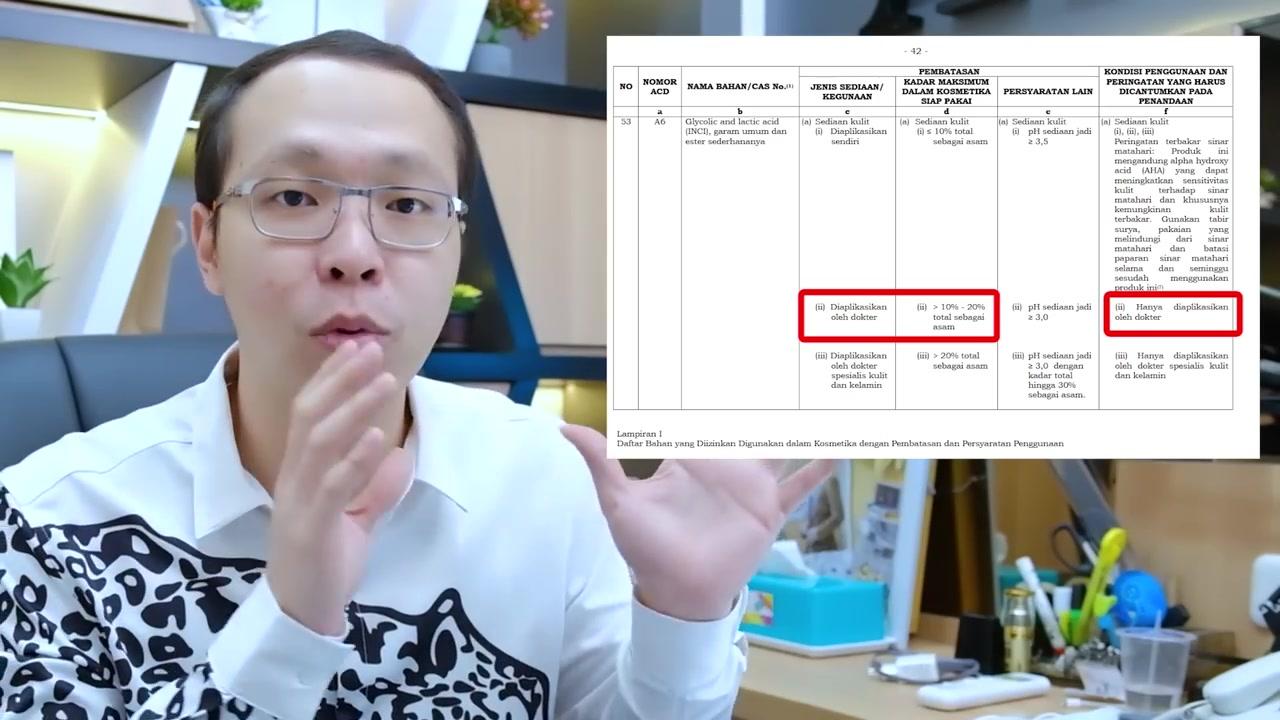 - 42 -
PEMBATASAN
NO
NOMOR
ACD
NAMA BAHAN/CAS No.(1)
JENIS SEDIAAN/
KEGUNAAN
KADAR MAKSIMUM
DALAM KOSMETIKA
SIAP PAKAI
PERSYARATAN LAIN
KONDISI PENGGUNAAN DAN
PERINGATAN YANG HARUS
DICANTUMKAN PADA
PENANDAAN
a b c d e f
53
A6
Glycolic and lactic acid
(INCI), garam umum dan
ester sederhananya
(a) Sediaan kulit
(i) Diaplikasikan
sendiri
(a) Sediaan kulit
(i) ≤ 10% total
sebagai asam
(a) Sediaan kulit
(i) pH sediaan jadi
≥ 3,5
(a) Sediaan kulit
(i), (ii), (iii)
Peringatan terbakar sinar
matahari: Produk ini
mengandung alpha hydroxy
acid (AHA) yang dapat
meningkatkan sensitivitas
kulit terhadap sinar
matahari dan khususnya
kemungkinan kulit
terbakar. Gunakan tabir
surya, pakaian yang
melindungi dari sinar
matahari dan batasi
paparan sinar matahari
selama dan seminggu
sesudah menggunakan
produk ini
(ii) Diaplikasikan
oleh dokter
(ii) > 10% - 20%
total sebagai
asam
(ii) pH sediaan jadi
≥ 3,0
(ii) Hanya diaplikasikan
oleh dokter
(iii) Diaplikasikan
oleh dokter
spesialis kulit
dan kelamin
(iii) > 20% total
sebagai asam
(iii) pH sediaan jadi
≥ 3,0 dengan
kadar total
hingga 30%
sebagai asam.
(iii) Hanya diaplikasikan
oleh dokter spesialis kulit
dan kelamin
Lampiran I
Daftar Bahan yang Diizinkan Digunakan dalam Kosmetika dengan Pembatasan dan Persyaratan Penggunaan